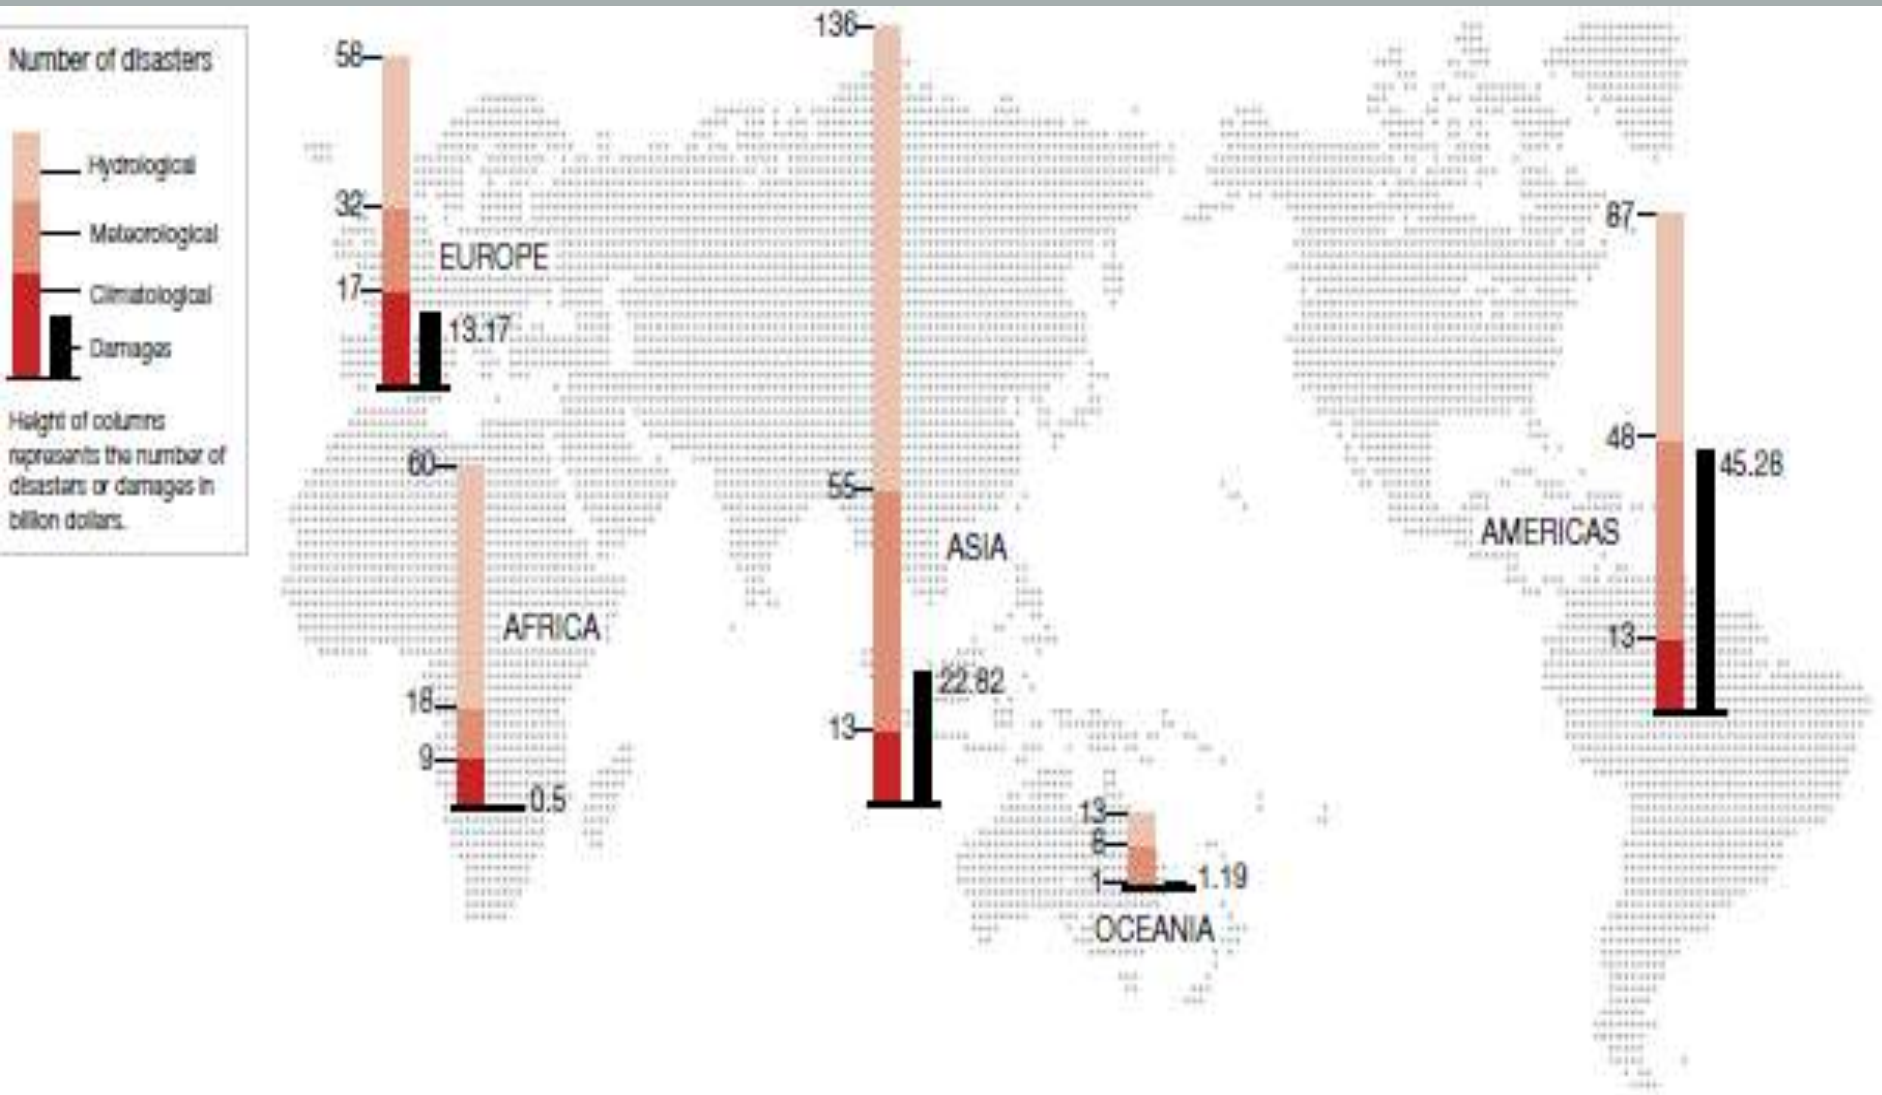 Number of disasters
Hydrological
Meteorological
Climatological
Damages
Height of columns
represents the number of
disasters or damages in
billion dollars.
58
32
17
EUROPE
13.17
60
18
9
AFRICA
0.5
136
55
13
ASIA
22.82
13
8
1
1.19
OCEANIA
87
48
13
AMERICAS
45.28